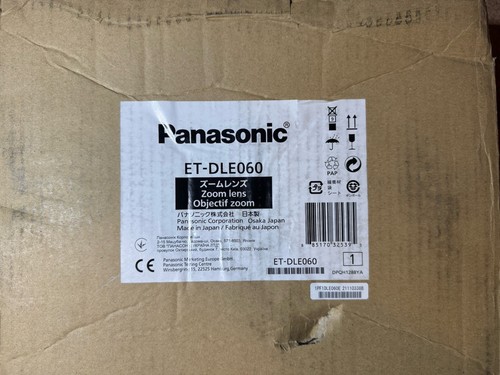 Panasonic
ET-DLE060
ズームレンズ
Zoom lens
Objectif zoom
パナソニック株式会社 日本製
Panasonic Corporation Osaka Japan
Made in Japan / Fabriqué au Japon
PAP
Panasonic Marketing Europe GmbH
Panasonic Testing Centre
Winsbergring 15, 22525 Hamburg, Germany
CE
ET-DLE060
1
DPQH1288YA